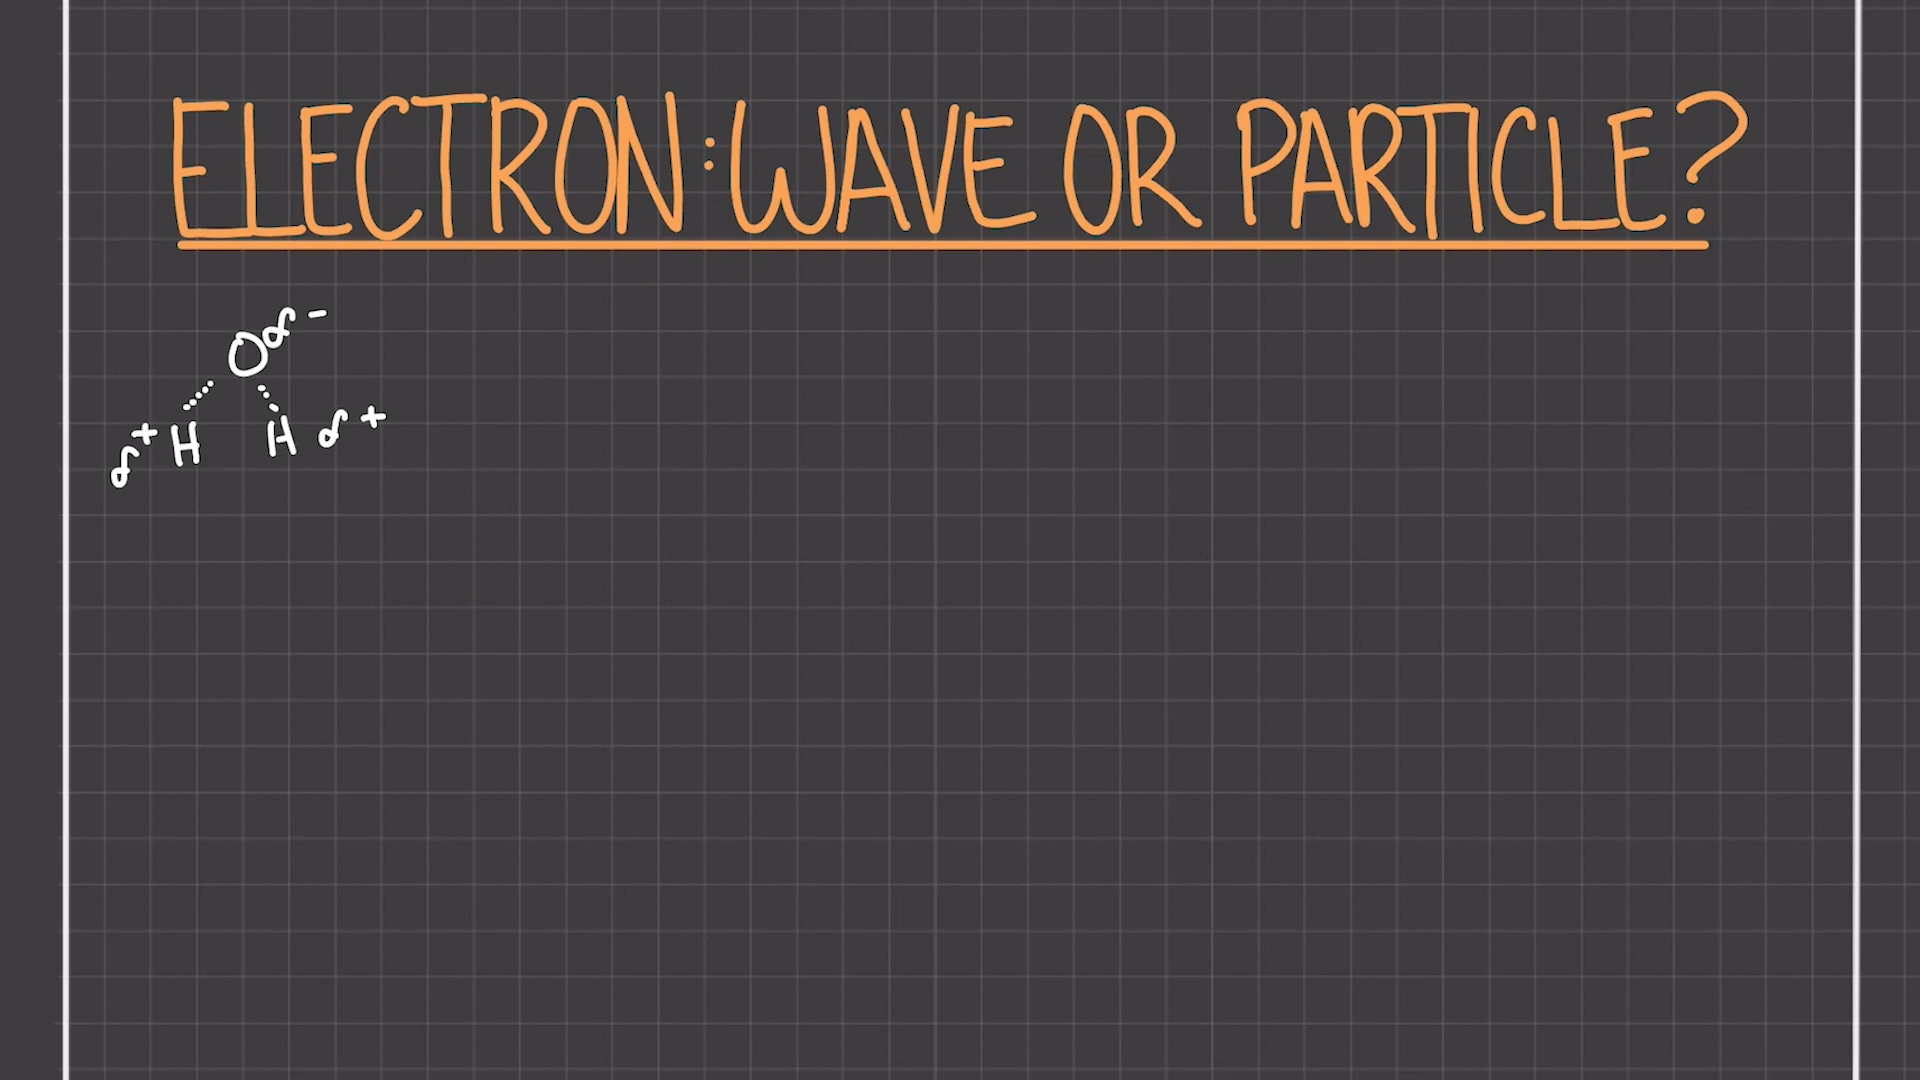 ELECTRON: WAVE OR PARTICLE?
Oδ-
δ+ H H δ+